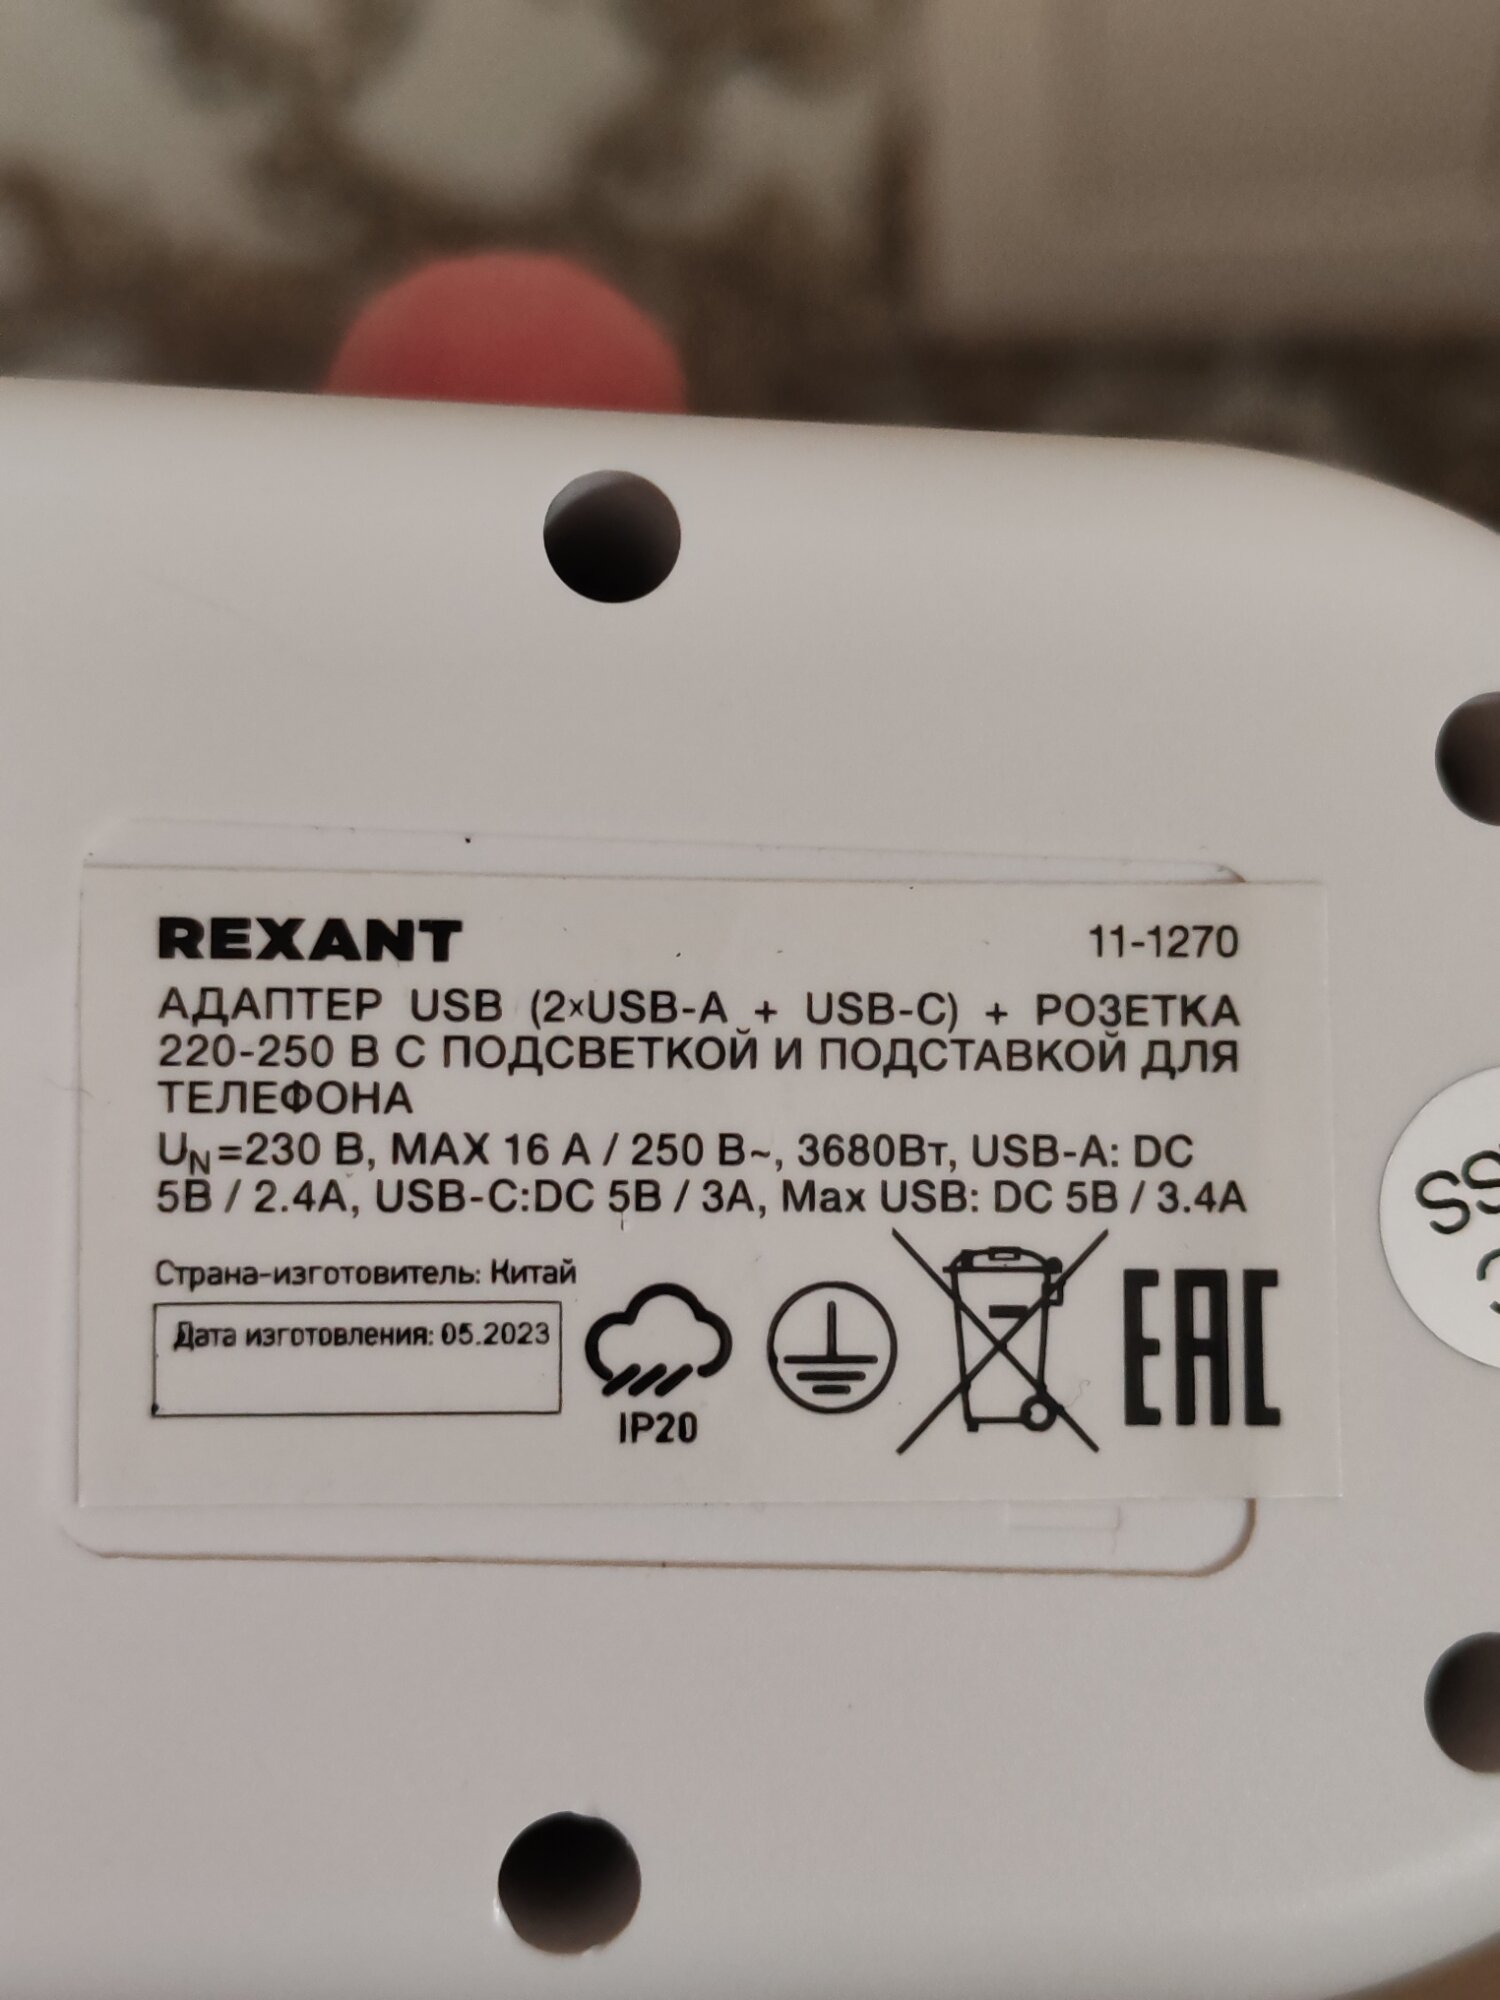 REXANT 11-1270
АДАПТЕР USB (2×USB-A + USB-C) + РОЗЕТКА
220-250 В С ПОДСВЕТКОЙ И ПОДСТАВКОЙ ДЛЯ
ТЕЛЕФОНА
UN=230 В, MAX 16 А / 250 В~, 3680Вт, USB-A: DC
5В / 2.4А, USB-C:DC 5В / 3А, Max USB: DC 5В / 3.4А
Страна-изготовитель: Китай
Дата изготовления: 05.2023
IP20
EAC